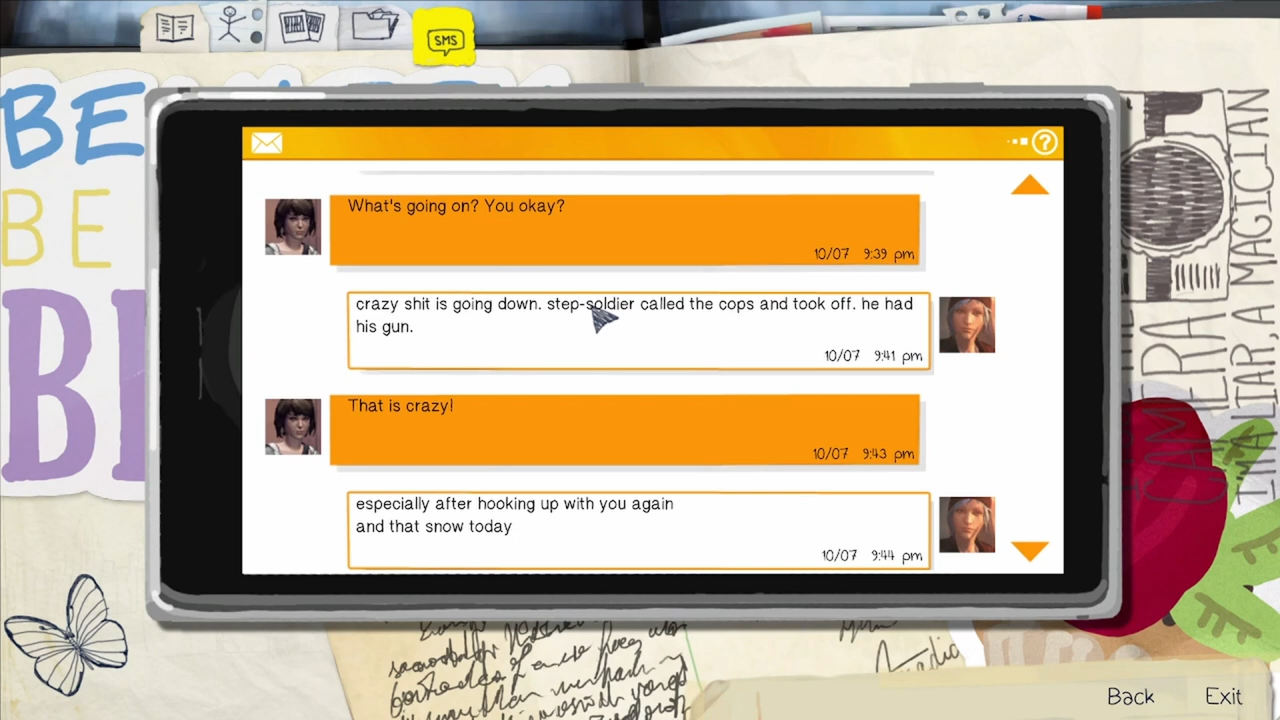 SMS
BE
BE
?
What's going on? You okay?
10/07 9:39 pm
crazy shit is going down. step-soldier called the cops and took off. he had
his gun.
10/07 9:41 pm
That is crazy!
10/07 9:43 pm
especially after hooking up with you again
and that snow today
10/07 9:44 pm
CAMERA
LIAR, A MAGICIAN
Back Exit